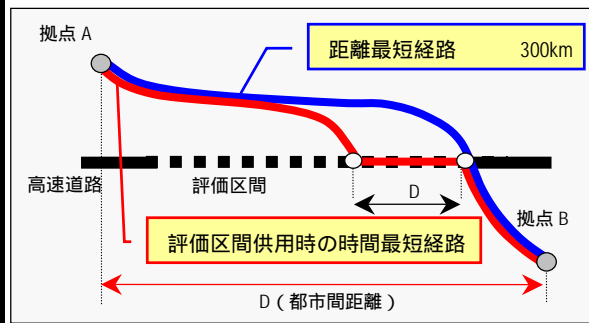 拠点 A
距離最短経路 300km
高速道路
評価区間
D
拠点 B
評価区間供用時の時間最短経路
D（都市間距離）